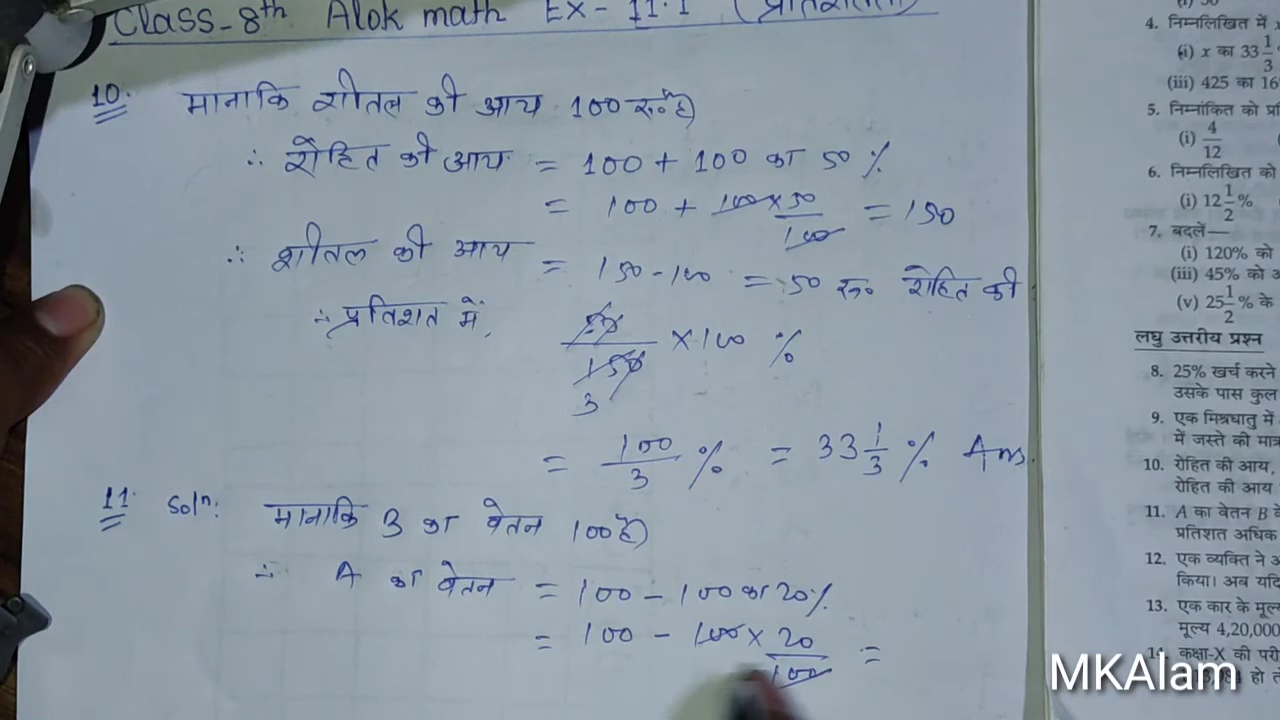 Class-8th Alok math Ex-11.1 (प्रतिशतता)
10. मानाकि शीतल की आय 100 रू० है)
∴ रोहित की आय = 100 + 100 का 50 %
= 100 + 100×50/100 = 150
∴ शीतल की आय = 150-100 = 50 रू० रोहित की
∴ प्रतिशत में, 50/150 3 ×100 %
= 100/3 % = 33 1/3 % Ans.
11. Solⁿ: मानाकि B का वेतन 100 है)
∴ A का वेतन = 100 - 100 का 20%
= 100 - 100 × 20/100 =
4. निम्नलिखित में x
(i) x का 33 1/3
(iii) 425 का 16
5. निम्नांकित को प्रति
(i) 4/12
6. निम्नलिखित को
(i) 12 1/2 %
7. बदलें—
(i) 120% को
(iii) 45% को
(v) 25 1/2 % के
लघु उत्तरीय प्रश्न
8. 25% खर्च करने
उसके पास कुल
9. एक मिश्रधातु में
में जस्ते की मात्र
10. रोहित की आय,
रोहित की आय
11. A का वेतन B
प्रतिशत अधिक
12. एक व्यक्ति ने
किया। अब यदि
13. एक कार के मूल्य
मूल्य 4,20,000
14. कक्षा-X की परी
MKAlam